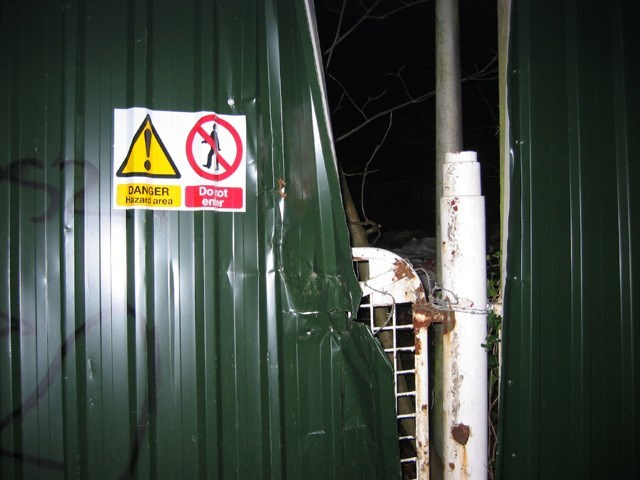 DANGER
Hazard area
Do not
enter